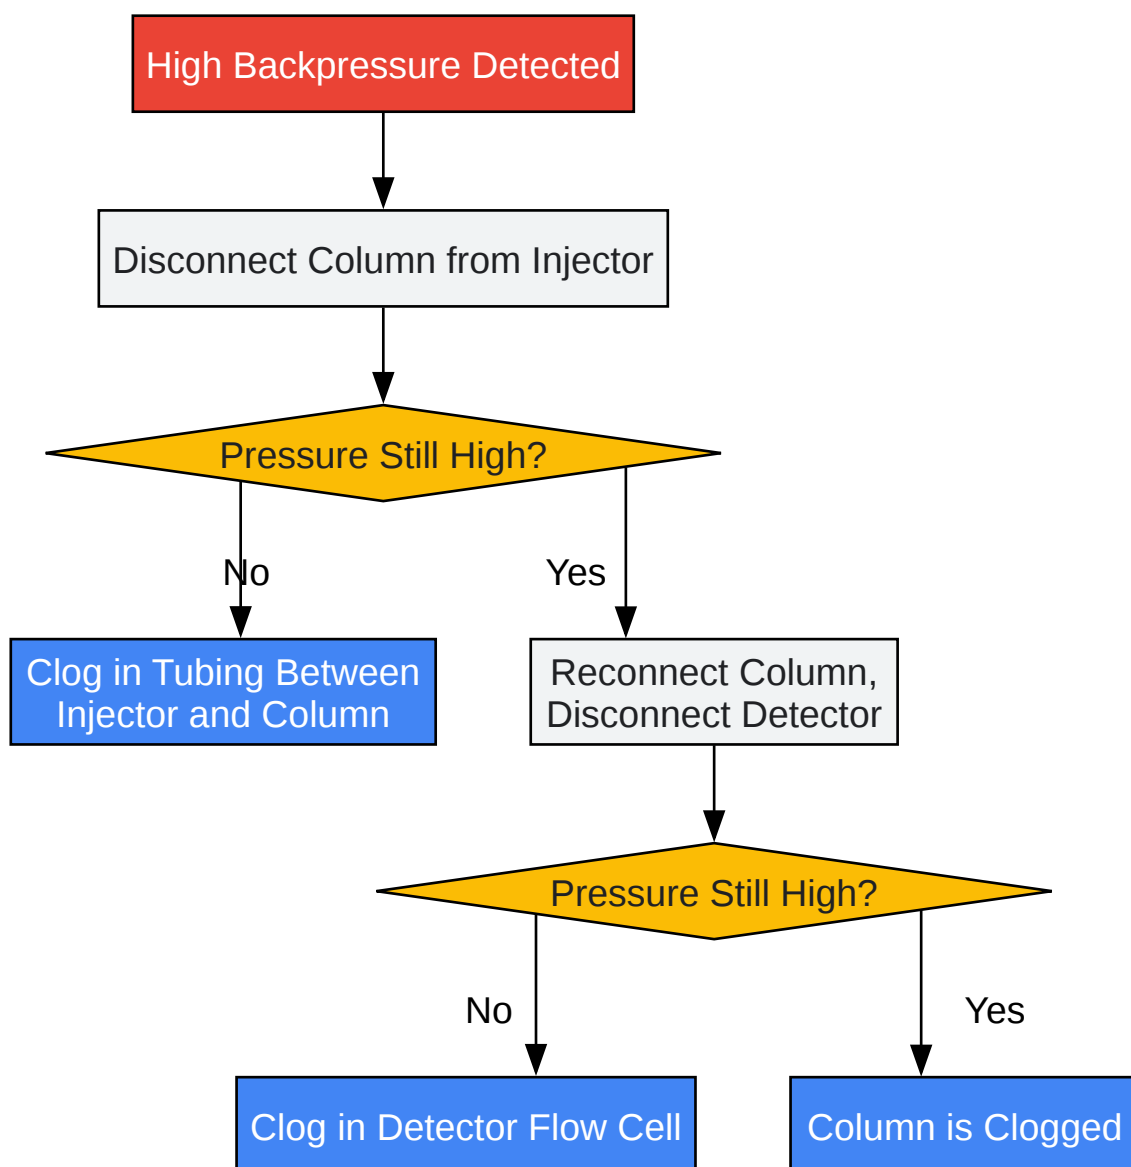 High Backpressure Detected
Disconnect Column from Injector
Pressure Still High?
No
Yes
Clog in Tubing Between
Injector and Column
Reconnect Column,
Disconnect Detector
Pressure Still High?
No
Yes
Clog in Detector Flow Cell
Column is Clogged